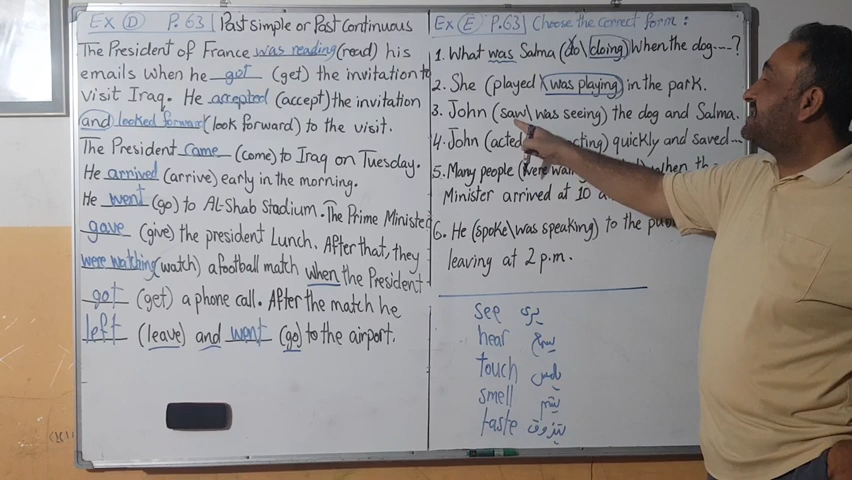 Ex D P. 63 Past simple or Past Continuous
The President of France was reading (read) his
emails when he got (get) the invitation to
visit Iraq. He accepted (accept) the invitation
and looked forward (look forward) to the visit.
The President came (come) to Iraq on Tuesday.
He arrived (arrive) early in the morning.
He went (go) to Al-Shab Stadium. The Prime Minister
gave (give) the president Lunch. After that, they
were watching (watch) a football match when the President
got (get) a phone call. After the match he
left (leave) and went (go) to the airport.
Ex E P.63 Choose the correct form:
1. What was Salma (do \ doing) when the dog ----?
2. She (played \ was playing) in the park.
3. John (saw \ was seeing) the dog and Salma.
4. John (acted acting) quickly and saved---
5. Many people (were when
Minister arrived at 10
6. He (spoke \ was speaking) to the
leaving at 2 p.m.
see يرى
hear يسمع
touch يلمس
smell يشم
taste يتذوق